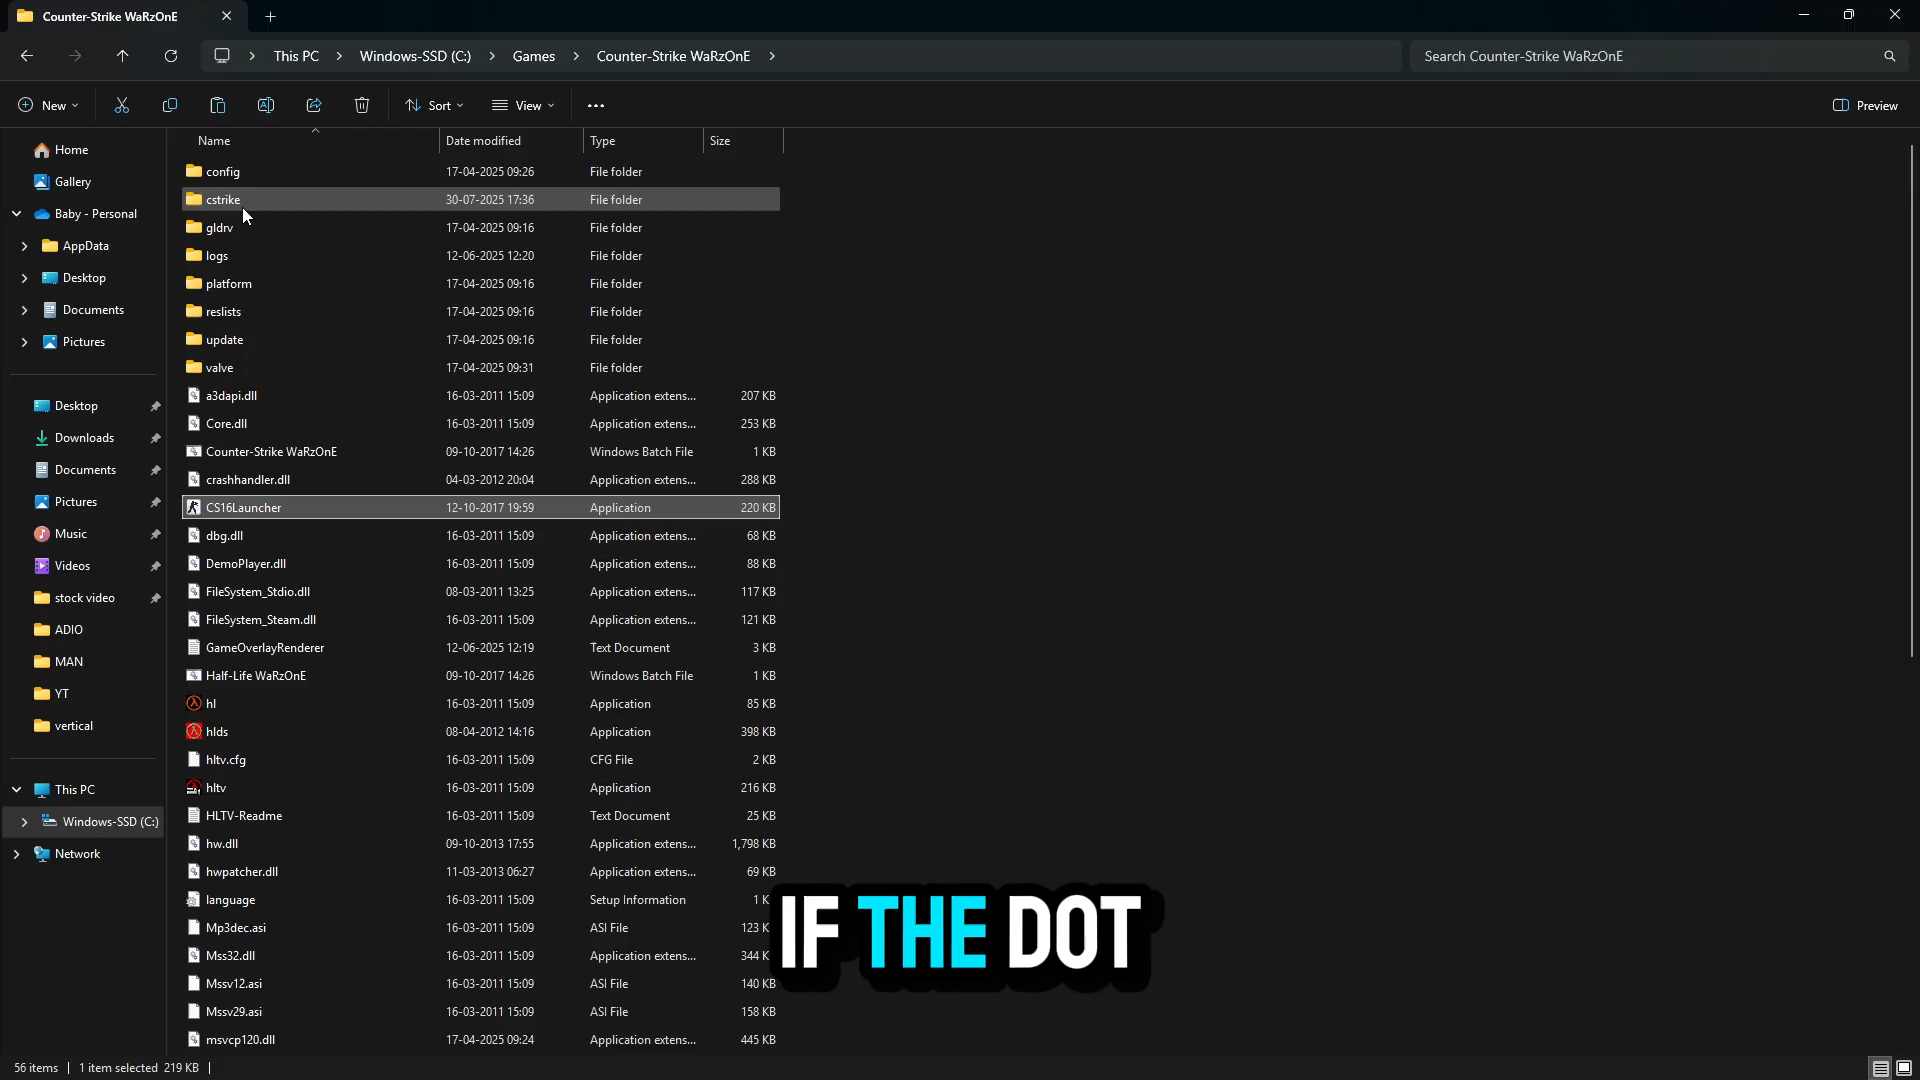 Counter-Strike WaRzOnE
This PC Windows-SSD (C:) Games Counter-Strike WaRzOnE
Search Counter-Strike WaRzOnE
New Sort View Preview
Name Date modified Type Size
Home
Gallery
Baby - Personal
AppData
Desktop
Documents
Pictures
Desktop
Downloads
Documents
Pictures
Music
Videos
stock video
ADIO
MAN
YT
vertical
This PC
Windows-SSD (C:)
Network
config 17-04-2025 09:26 File folder
cstrike 30-07-2025 17:36 File folder
gldrv 17-04-2025 09:16 File folder
logs 12-06-2025 12:20 File folder
platform 17-04-2025 09:16 File folder
reslists 17-04-2025 09:16 File folder
update 17-04-2025 09:16 File folder
valve 17-04-2025 09:31 File folder
a3dapi.dll 16-03-2011 15:09 Application extens... 207 KB
Core.dll 16-03-2011 15:09 Application extens... 253 KB
Counter-Strike WaRzOnE 09-10-2017 14:26 Windows Batch File 1 KB
crashhandler.dll 04-03-2012 20:04 Application extens... 288 KB
CS16Launcher 12-10-2017 19:59 Application 220 KB
dbg.dll 16-03-2011 15:09 Application extens... 68 KB
DemoPlayer.dll 16-03-2011 15:09 Application extens... 88 KB
FileSystem_Stdio.dll 08-03-2011 13:25 Application extens... 117 KB
FileSystem_Steam.dll 16-03-2011 15:09 Application extens... 121 KB
GameOverlayRenderer 12-06-2025 12:19 Text Document 3 KB
Half-Life WaRzOnE 09-10-2017 14:26 Windows Batch File 1 KB
hl 16-03-2011 15:09 Application 85 KB
hlds 08-04-2012 14:16 Application 398 KB
hltv.cfg 16-03-2011 15:09 CFG File 2 KB
hltv 16-03-2011 15:09 Application 216 KB
HLTV-Readme 16-03-2011 15:09 Text Document 25 KB
hw.dll 09-10-2013 17:55 Application extens... 1,798 KB
hwpatcher.dll 11-03-2013 06:27 Application extens... 69 KB
language 16-03-2011 15:09 Setup Information 1 K
Mp3dec.asi 16-03-2011 15:09 ASI File 123 K
Mss32.dll 16-03-2011 15:09 Application extens... 344 K
Mssv12.asi 16-03-2011 15:09 ASI File 140 KB
Mssv29.asi 16-03-2011 15:09 ASI File 158 KB
msvcp120.dll 17-04-2025 09:24 Application extens... 445 KB
IF THE DOT
56 items 1 item selected 219 KB